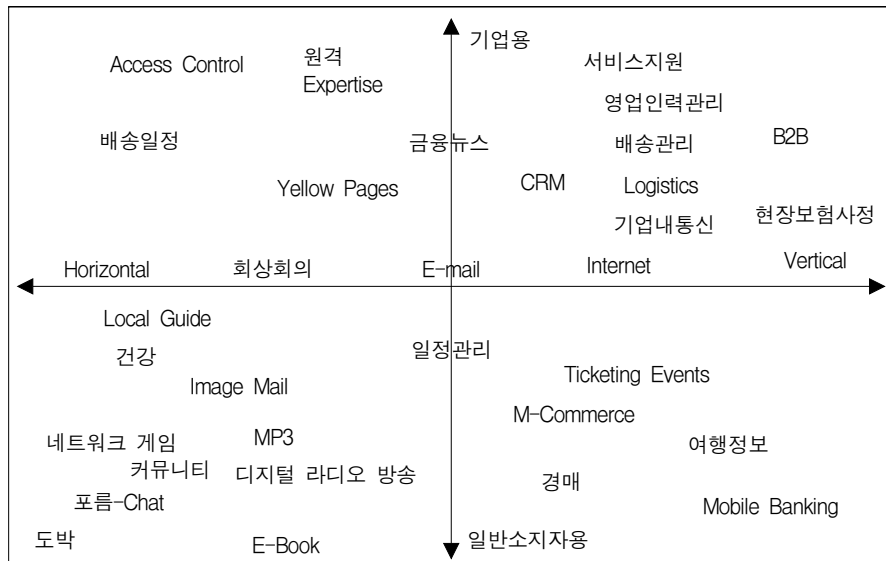 기업용
Access Control
원격
Expertise
서비스지원
영업인력관리
배송일정
금융뉴스
배송관리
B2B
Yellow Pages
CRM
Logistics
기업내통신
현장보험사정
Horizontal
회상회의
E-mail
Internet
Vertical
Local Guide
건강
일정관리
Image Mail
Ticketing Events
M-Commerce
네트워크 게임
MP3
여행정보
커뮤니티
디지털 라디오 방송
경매
포름-Chat
Mobile Banking
도박
E-Book
일반소지자용